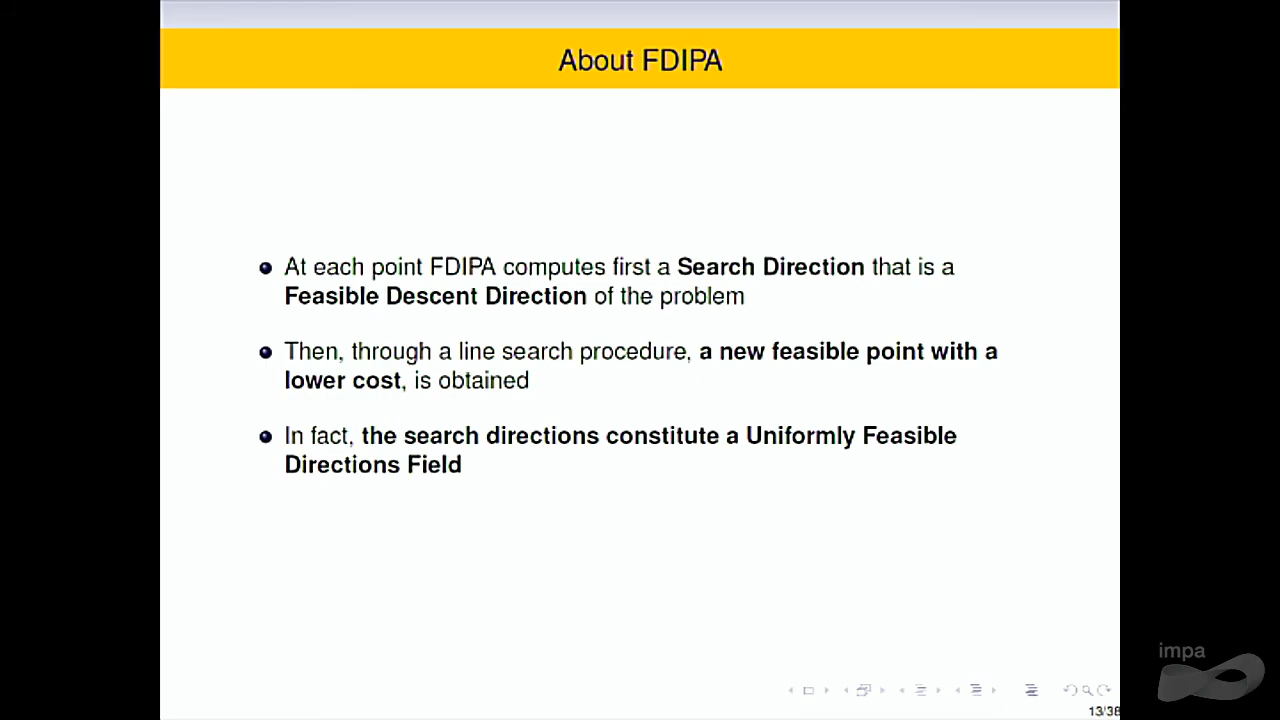 About FDIPA
At each point FDIPA computes first a Search Direction that is a
Feasible Descent Direction of the problem
Then, through a line search procedure, a new feasible point with a
lower cost, is obtained
In fact, the search directions constitute a Uniformly Feasible
Directions Field
impa
13/38